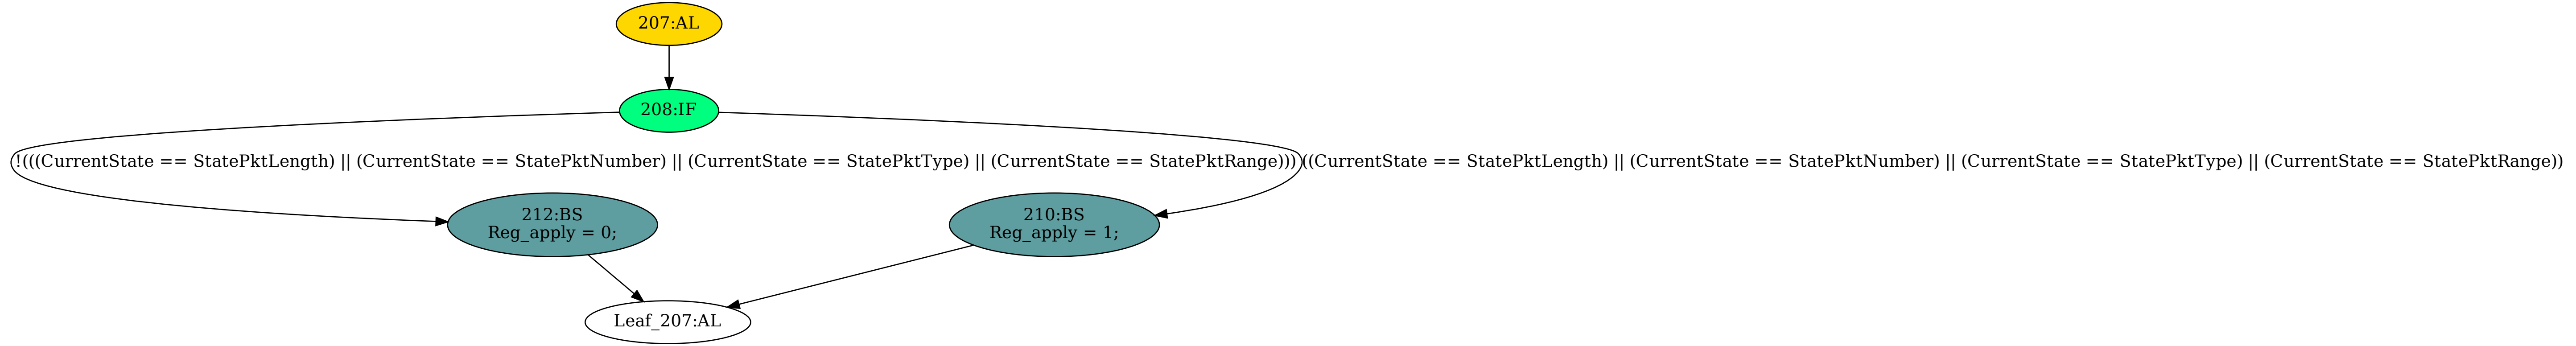 207:AL
208:IF
!(((CurrentState == StatePktLength) || (CurrentState == StatePktNumber) || (CurrentState == StatePktType) || (CurrentState == StatePktRange)))
((CurrentState == StatePktLength) || (CurrentState == StatePktNumber) || (CurrentState == StatePktType) || (CurrentState == StatePktRange))
212:BS
Reg_apply = 0;
210:BS
Reg_apply = 1;
Leaf_207:AL